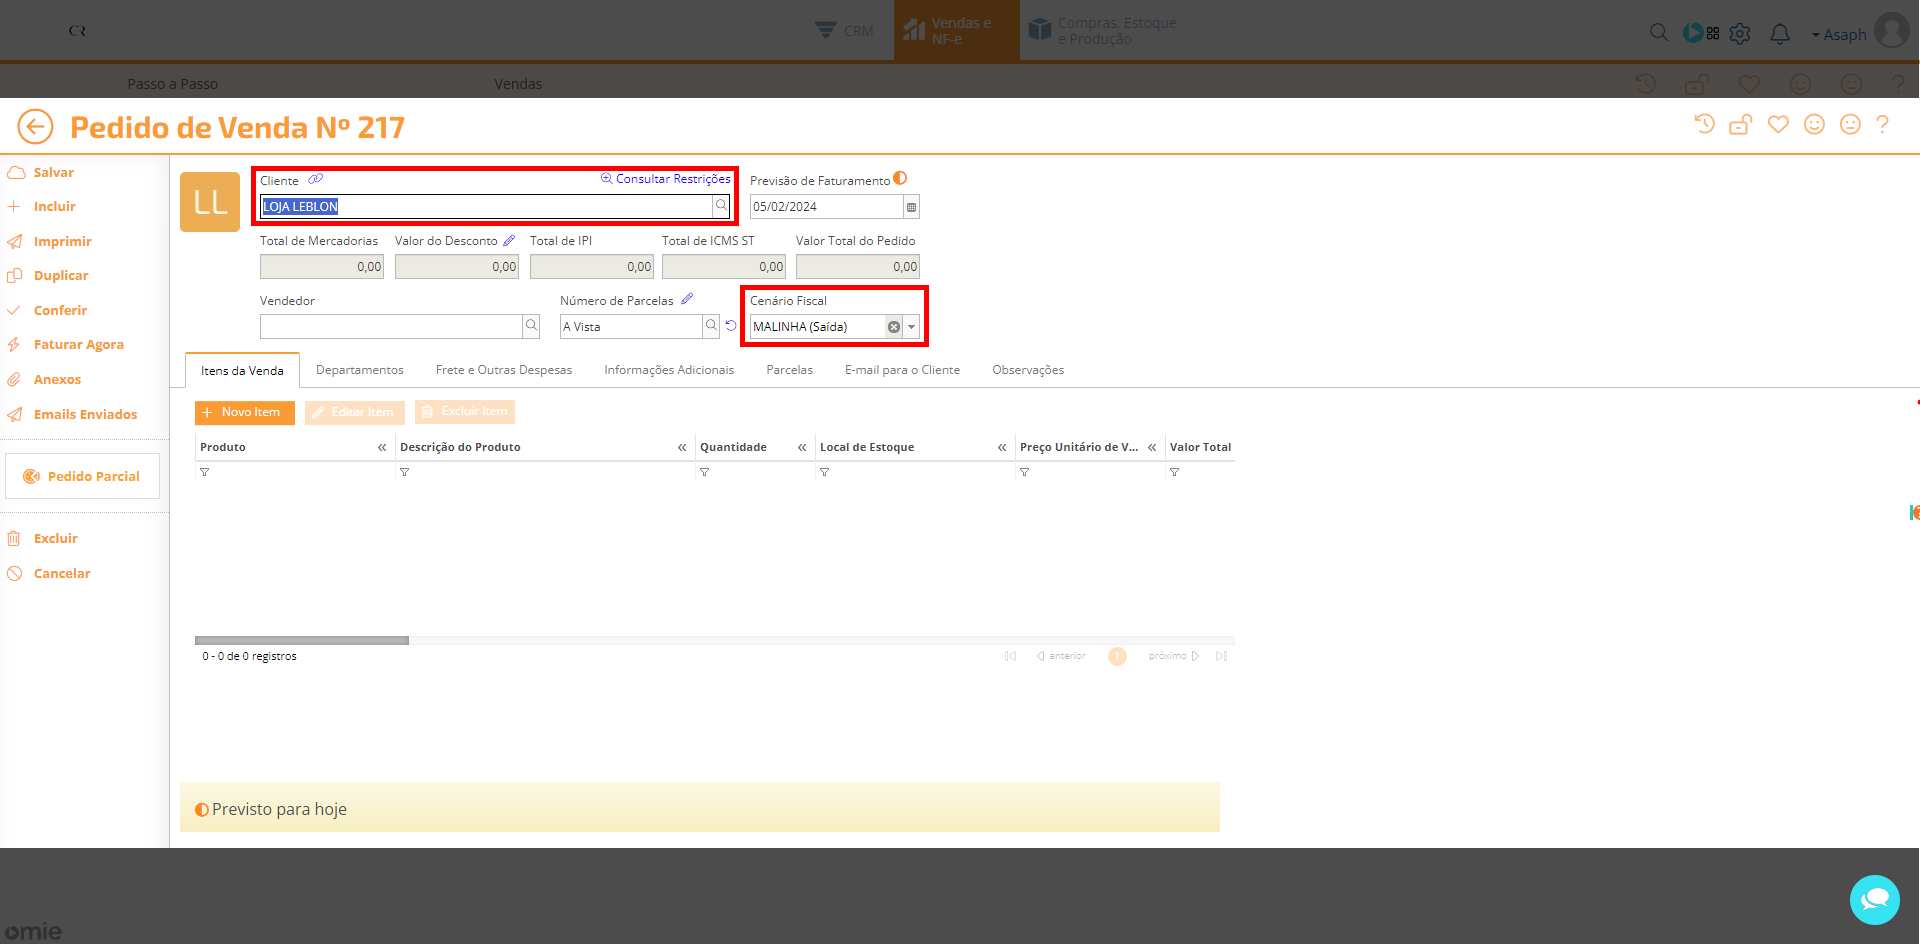 CR
CRM
Vendas e
NF-e
Compras, Estoque
e Produção
Asaph
Passo a Passo
Vendas
Pedido de Venda Nº 217
Salvar
Incluir
Imprimir
Duplicar
Conferir
Faturar Agora
Anexos
Emails Enviados
Pedido Parcial
Excluir
Cancelar
LL
Cliente
Consultar Restrições
Previsão de Faturamento
LOJA LEBLON
05/02/2024
Total de Mercadorias
Valor do Desconto
Total de IPI
Total de ICMS ST
Valor Total do Pedido
0,00
0,00
0,00
0,00
0,00
Vendedor
Número de Parcelas
Cenário Fiscal
A Vista
MALINHA (Saída)
Itens da Venda
Departamentos
Frete e Outras Despesas
Informações Adicionais
Parcelas
E-mail para o Cliente
Observações
Novo Item
Editar Item
Excluir Item
Produto
Descrição do Produto
Quantidade
Local de Estoque
Preço Unitário de V...
Valor Total
0 - 0 de 0 registros
anterior
1
próximo
Previsto para hoje
omie